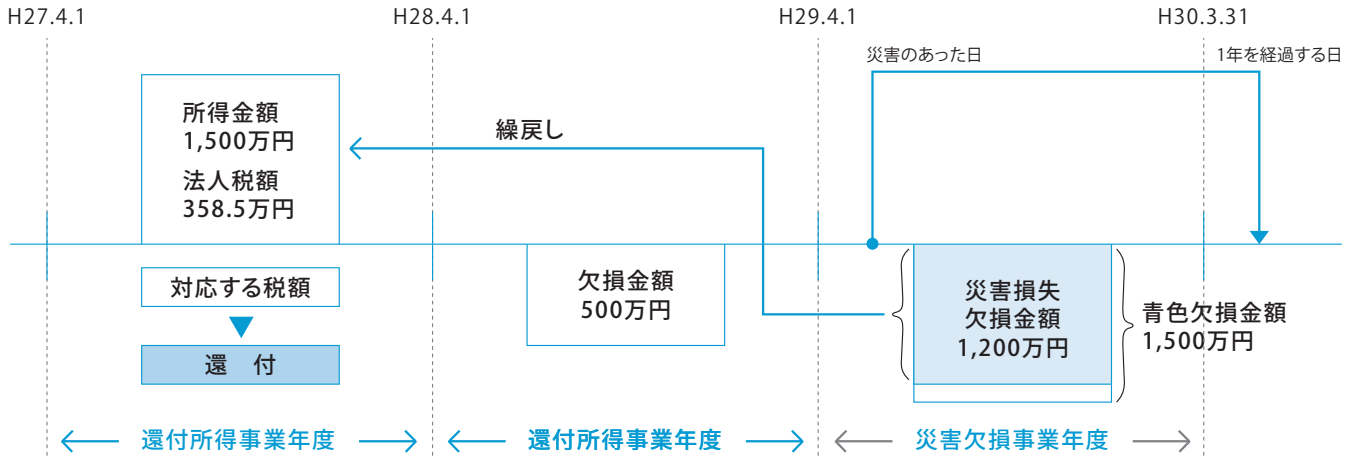 H27.4.1
H28.4.1
H29.4.1
H30.3.31
災害のあった日
1年を経過する日
所得金額
1,500万円
法人税額
358.5万円
繰戻し
対応する税額
還 付
欠損金額
500万円
災害損失
欠損金額
1,200万円
青色欠損金額
1,500万円
還付所得事業年度
還付所得事業年度
災害欠損事業年度